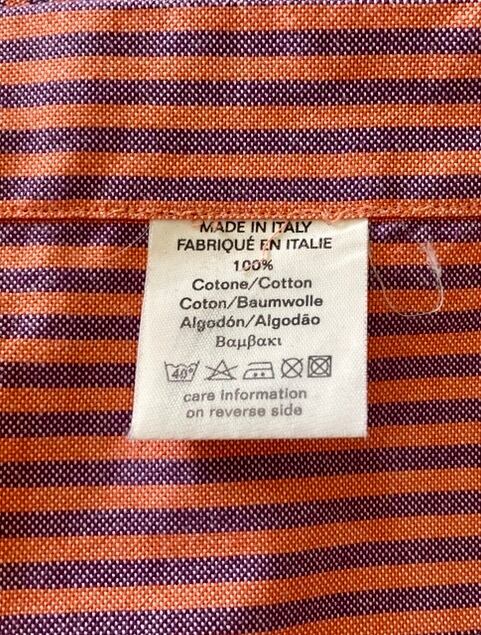 MADE IN ITALY
FABRIQUÉ EN ITALIE
100%
Cotone/Cotton
Coton/Baumwolle
Algodón/Algodão
Βαμβακι
40°
care information
on reverse side